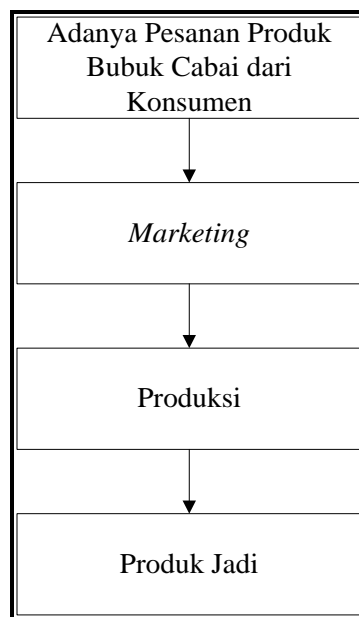 Adanya Pesanan Produk
Bubuk Cabai dari
Konsumen
Marketing
Produksi
Produk Jadi